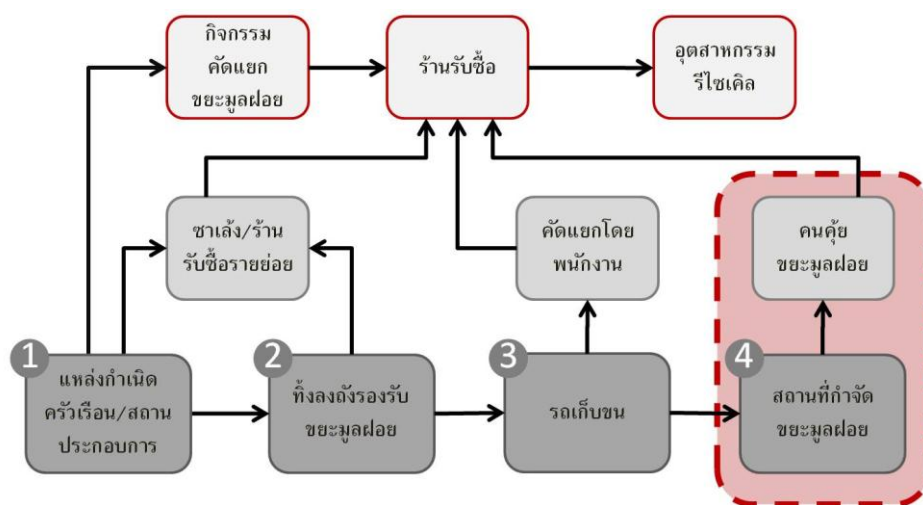 กิจกรรม
คัดแยก
ขยะมูลฝอย
ร้านรับซื้อ
อุตสาหกรรม
รีไซเคิล
ซาเล้ง/ร้าน
รับซื้อรายย่อย
คัดแยกโดย
พนักงาน
คนคุ้ย
ขยะมูลฝอย
1
แหล่งกำเนิด
ครัวเรือน/สถาน
ประกอบการ
2
ทิ้งลงถังรองรับ
ขยะมูลฝอย
3
รถเก็บขน
4
สถานที่กำจัด
ขยะมูลฝอย